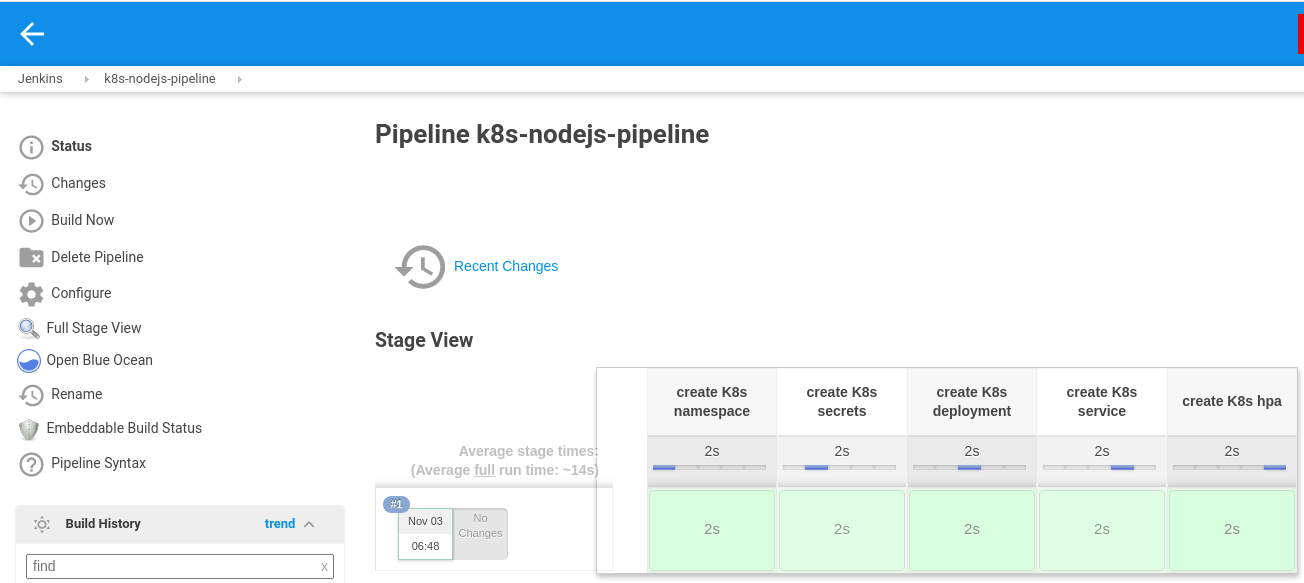 Jenkins
k8s-nodejs-pipeline
Pipeline k8s-nodejs-pipeline
Status
Changes
Build Now
Delete Pipeline
Configure
Full Stage View
Open Blue Ocean
Rename
Embeddable Build Status
Pipeline Syntax
Build History
trend
find
x
Recent Changes
Stage View
create K8s
namespace
create K8s
secrets
create K8s
deployment
create K8s
service
create K8s hpa
Average stage times:
(Average full run time: ~14s)
2s
2s
2s
2s
2s
#1
Nov 03
06:48
No
Changes
2s
2s
2s
2s
2s